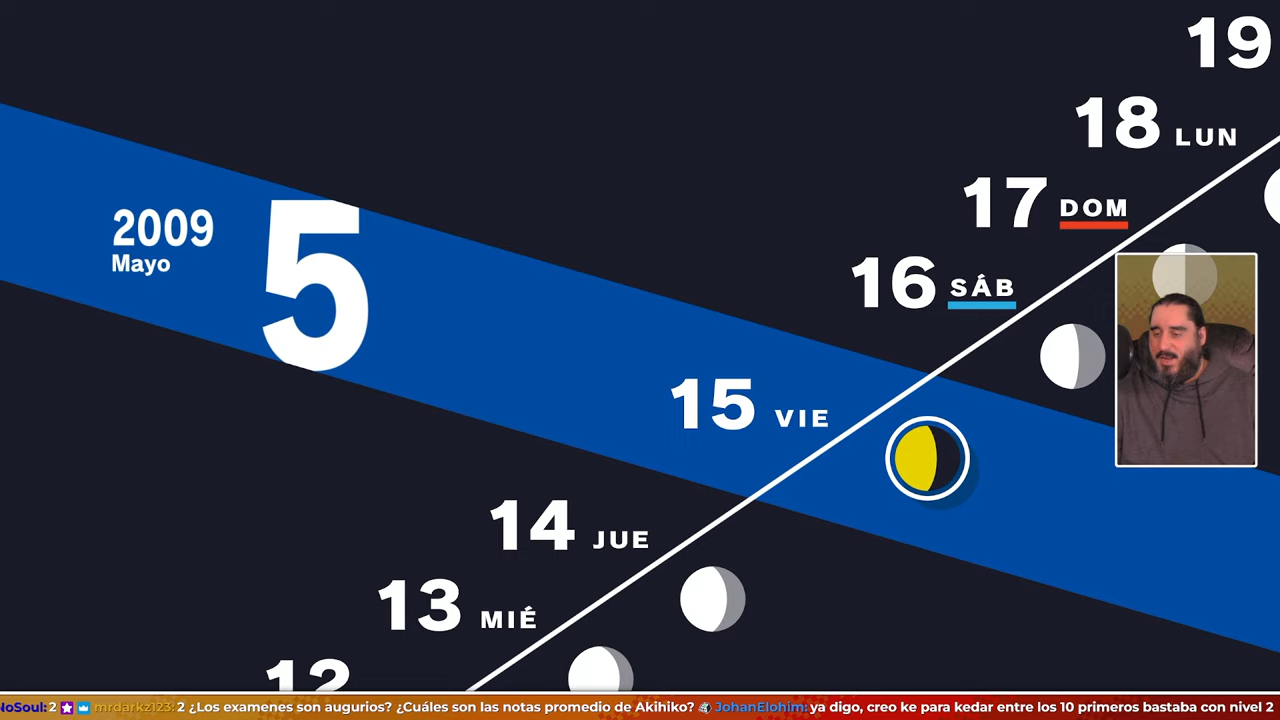 19
18 LUN
17 DOM
16 SÁB
2009
Mayo
5
15 VIE
14 JUE
13 MIÉ
12
NoSoul: 2 mrdarkz123: 2 ¿Los examenes son augurios? ¿Cuáles son las notas promedio de Akihiko? JohanElohim: ya digo, creo ke para kedar entre los 10 primeros bastaba con nivel 2